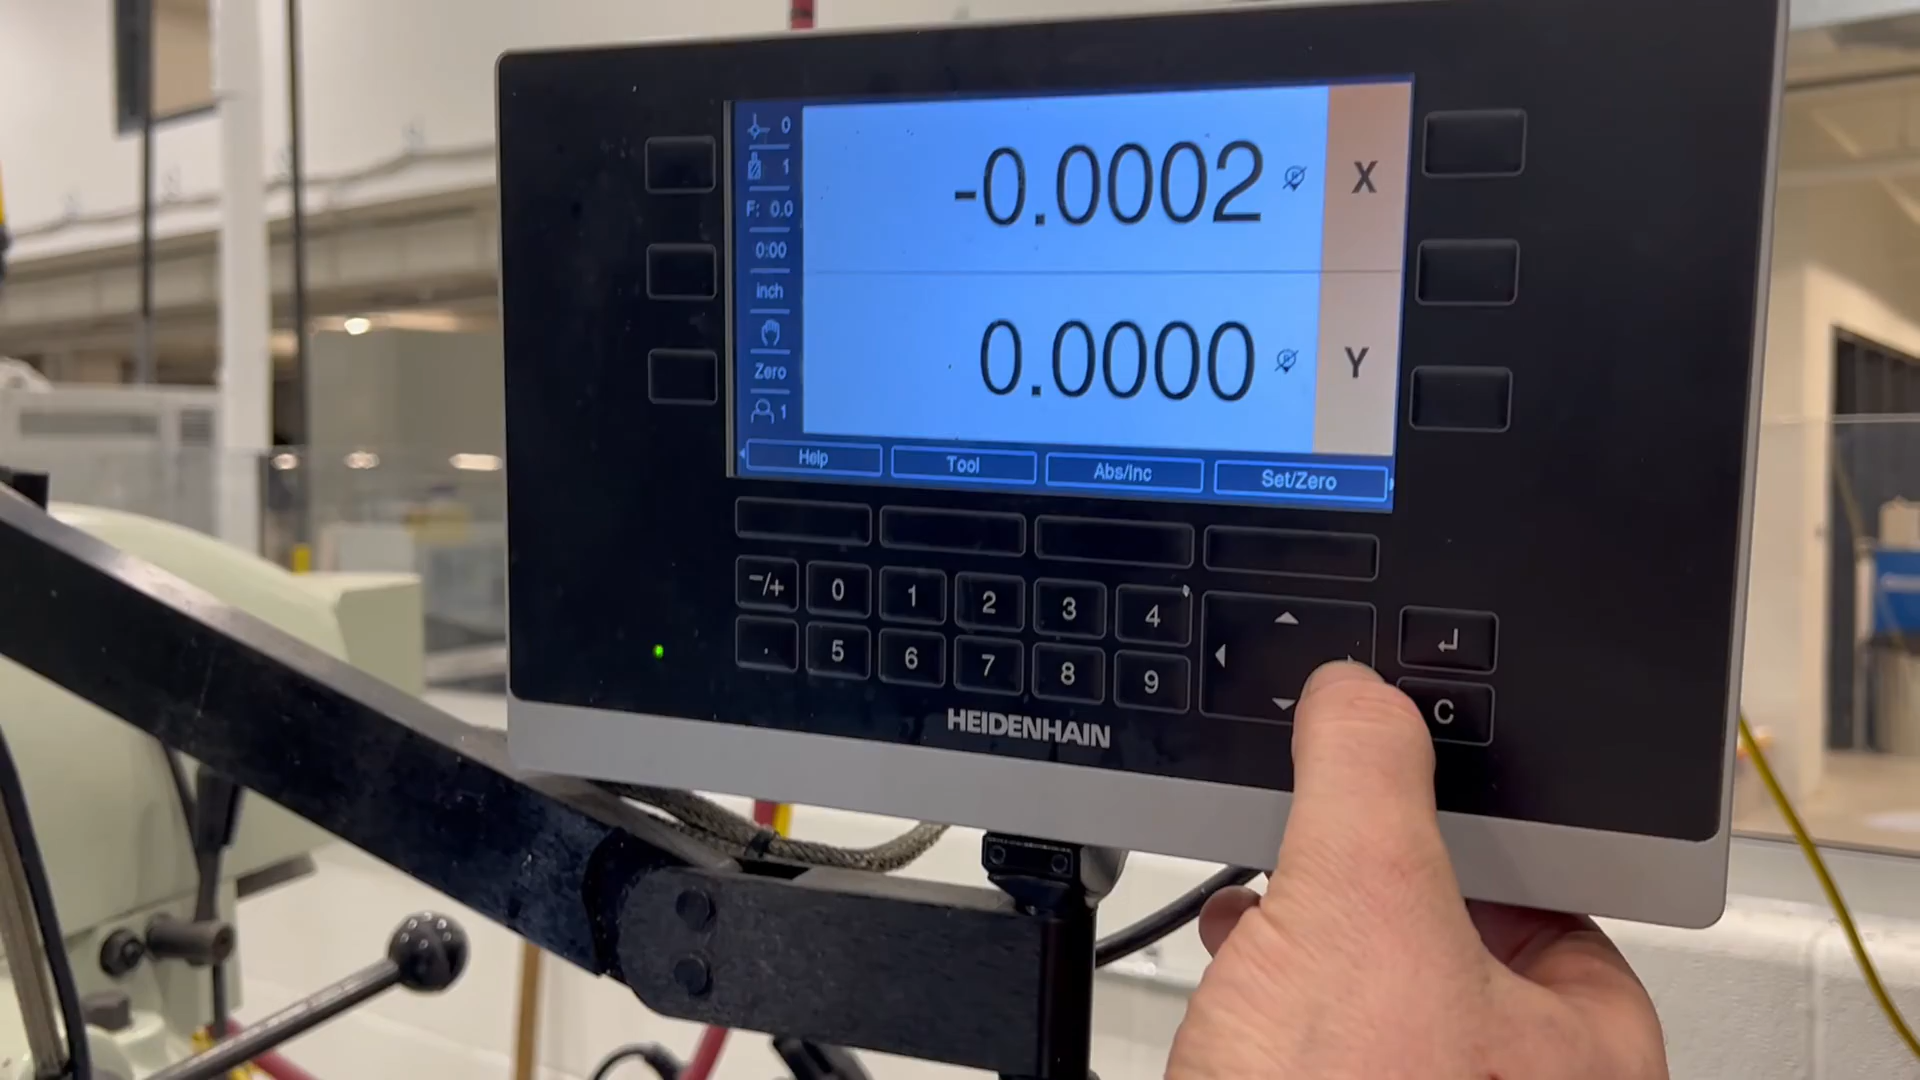 0
1
F: 0.0
0:00
inch
Zero
1
-0.0002 X
0.0000 Y
Help Tool Abs/Inc Set/Zero
-/+ 0 1 2 3 4
. 5 6 7 8 9
C
HEIDENHAIN